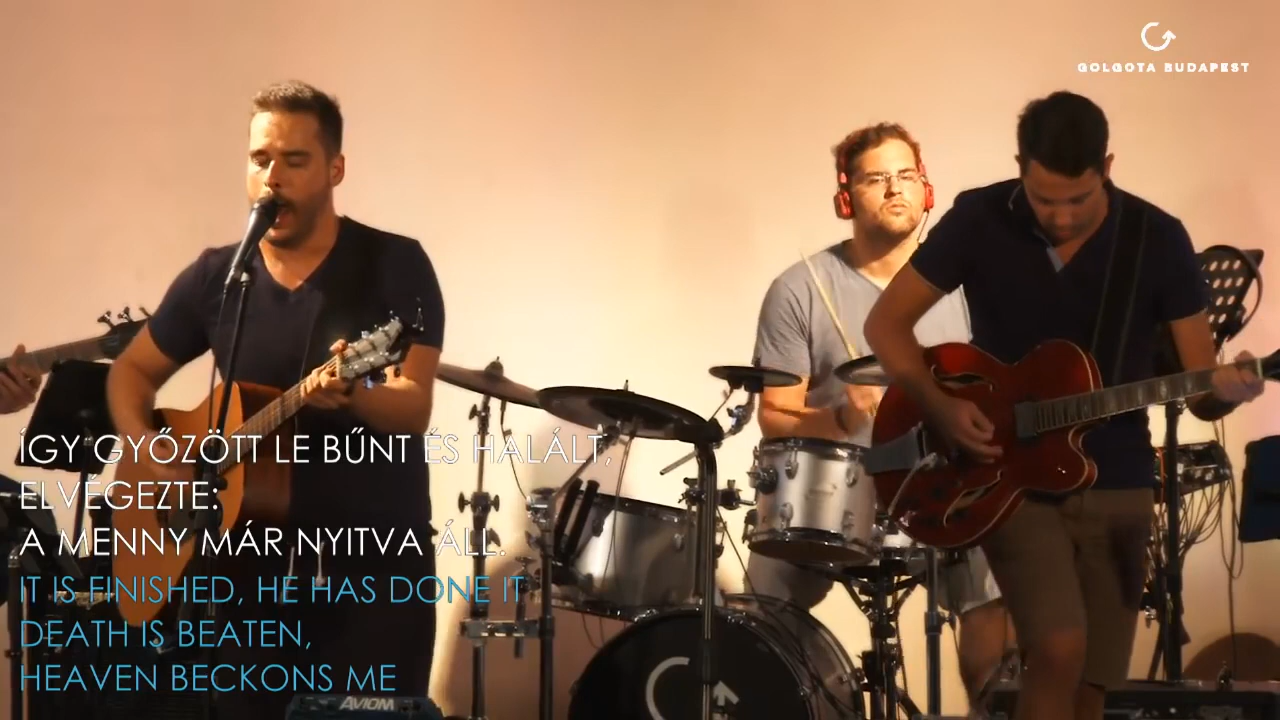 GOLGOTA BUDAPEST
ÍGY GYŐZÖTT LE BŰNT ÉS HALÁLT,
ELVÉGEZTE:
A MENNY MÁR NYITVA ÁLL.
IT IS FINISHED, HE HAS DONE IT
DEATH IS BEATEN,
HEAVEN BECKONS ME
AVIOM